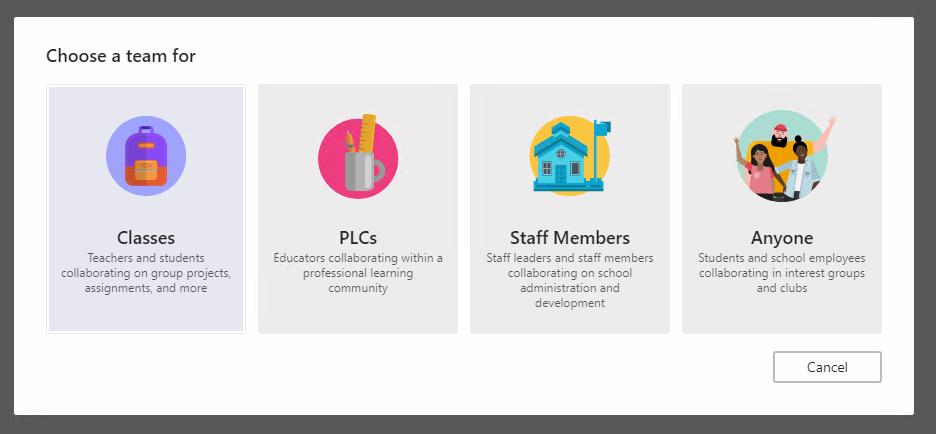 Choose a team for
Classes
Teachers and students
collaborating on group projects,
assignments, and more
PLCs
Educators collaborating within a
professional learning
community
Staff Members
Staff leaders and staff members
collaborating on school
administration and
development
Anyone
Students and school employees
collaborating in interest groups
and clubs
Cancel